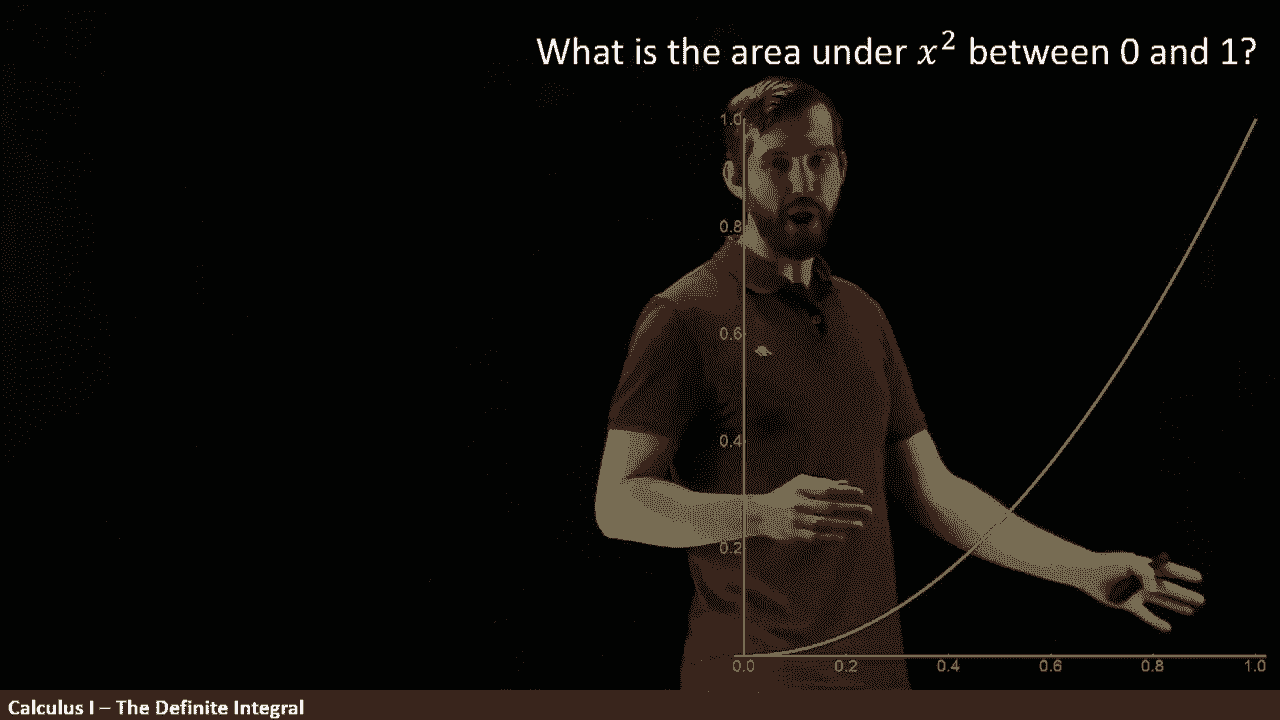 What is the area under x² between 0 and 1?
1.0
0.8
0.6
0.4
0.2
0.0 0.2 0.4 0.6 0.8 1.0
Calculus I – The Definite Integral